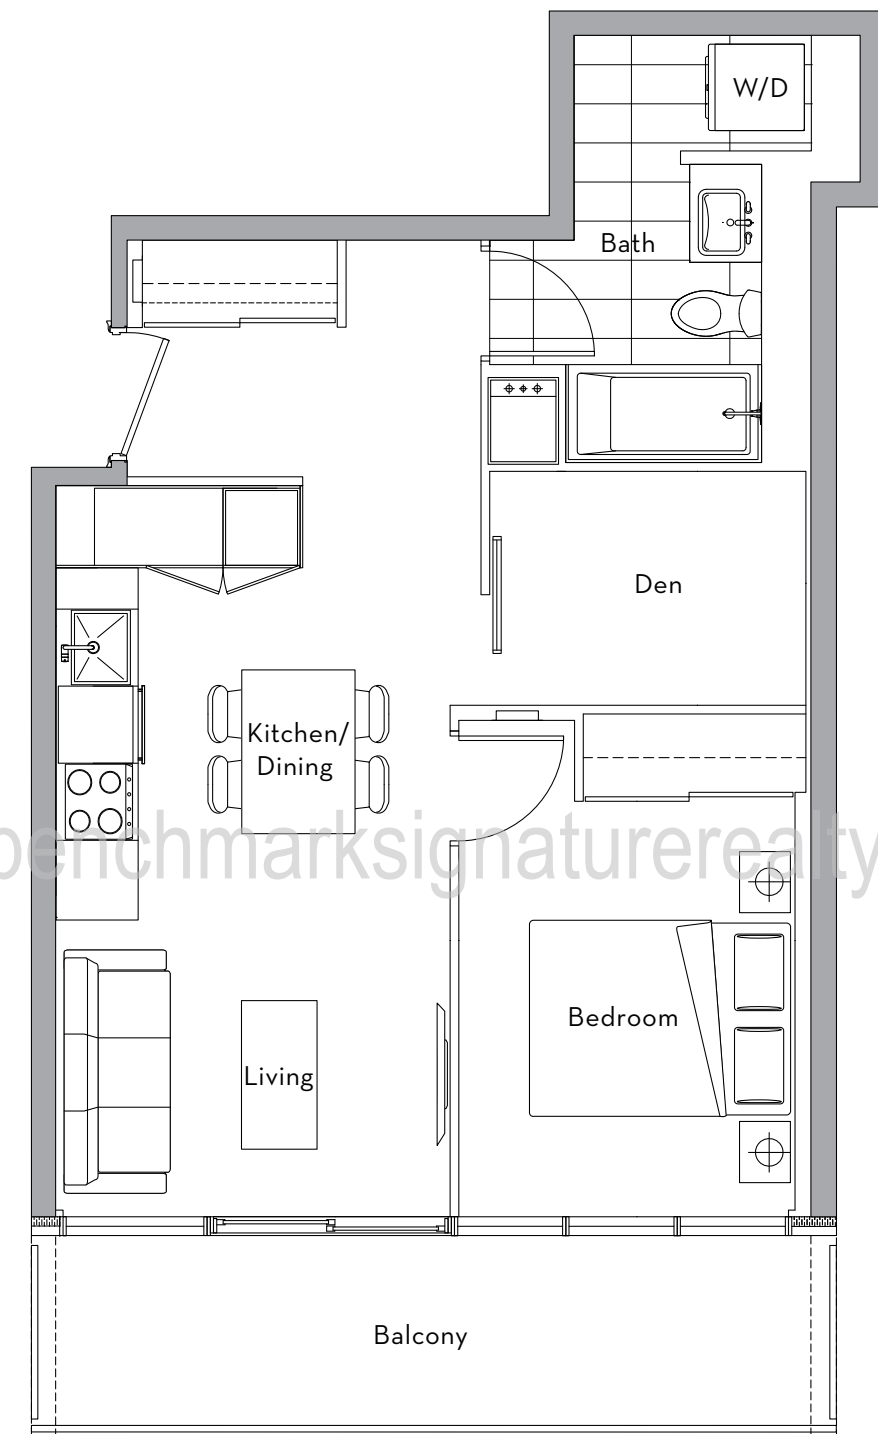 W/D
Bath
Den
Kitchen/
Dining
benchmarksignaturerealty
Bedroom
Living
Balcony